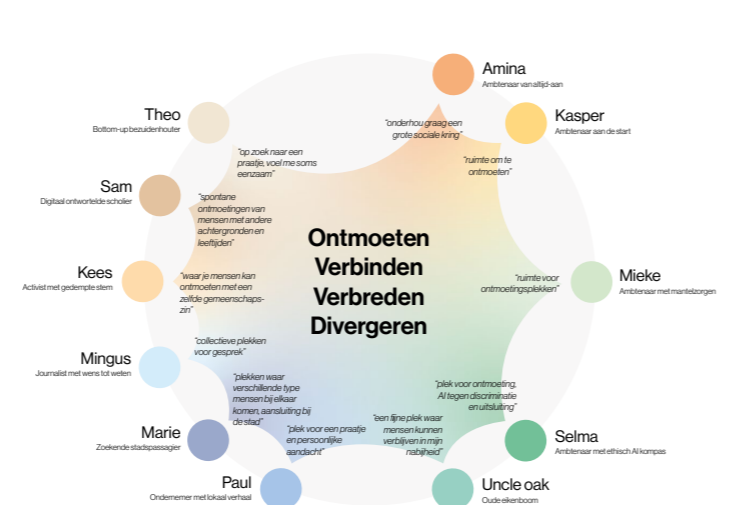 Amina
Ambtenaar van altijd-aan
"onderhou graag een
grote sociale kring"
Kasper
Ambtenaar aan de start
"ruimte om te
ontmoeten"
Theo
Bottom-up bezuidenhouter
"op zoek naar een
praatje, voel me soms
eenzaam"
Sam
Digitaal ontwortelde scholier
"spontane
ontmoetingen van
mensen met andere
achtergronden en
leeftijden"
Ontmoeten
Verbinden
Verbreden
Divergeren
Kees
Activist met gedempte stem
"waar je mensen kan
ontmoeten met een
zelfde gemeenschaps-
zin"
Mieke
Ambtenaar met mantelzorgen
"ruimte voor
ontmoetingsplekken"
Mingus
Journalist met wens tot weten
"collectieve plekken
voor gesprek"
Marie
Zoekende stadspassagier
"plekken waar
verschillende type
mensen bij elkaar
komen, aansluiting bij
de stad"
Selma
Ambtenaar met ethisch AI kompas
"plek voor ontmoeting,
AI tegen discriminatie
en uitsluiting"
Paul
Ondernemer met lokaal verhaal
"plek voor een praatje
en persoonlijke
aandacht"
Uncle oak
Oude eikenboom
"een fijne plek waar
mensen kunnen
verblijven in mijn
nabijheid"